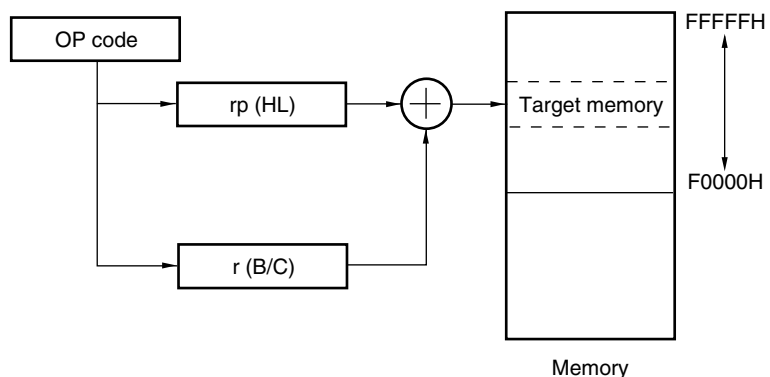 OP code
rp (HL)
r (B/C)
Target memory
FFFFFH
F0000H
Memory